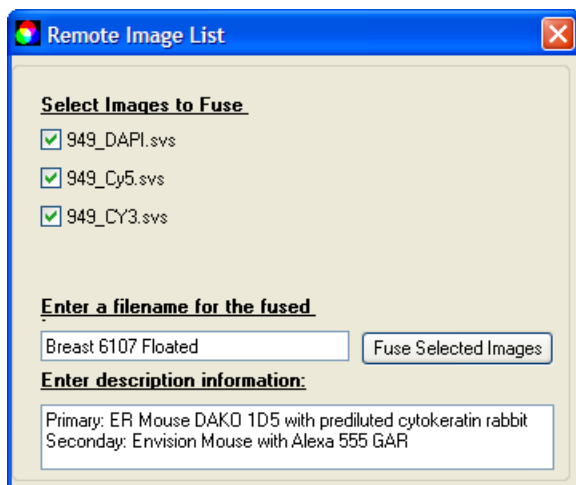 Remote Image List
Select Images to Fuse
949_DAPI.svs
949_Cy5.svs
949_CY3.svs
Enter a filename for the fused
Breast 6107 Floated
Fuse Selected Images
Enter description information:
Primary: ER Mouse DAKO 1D5 with prediluted cytokeratin rabbit
Seconday: Envision Mouse with Alexa 555 GAR